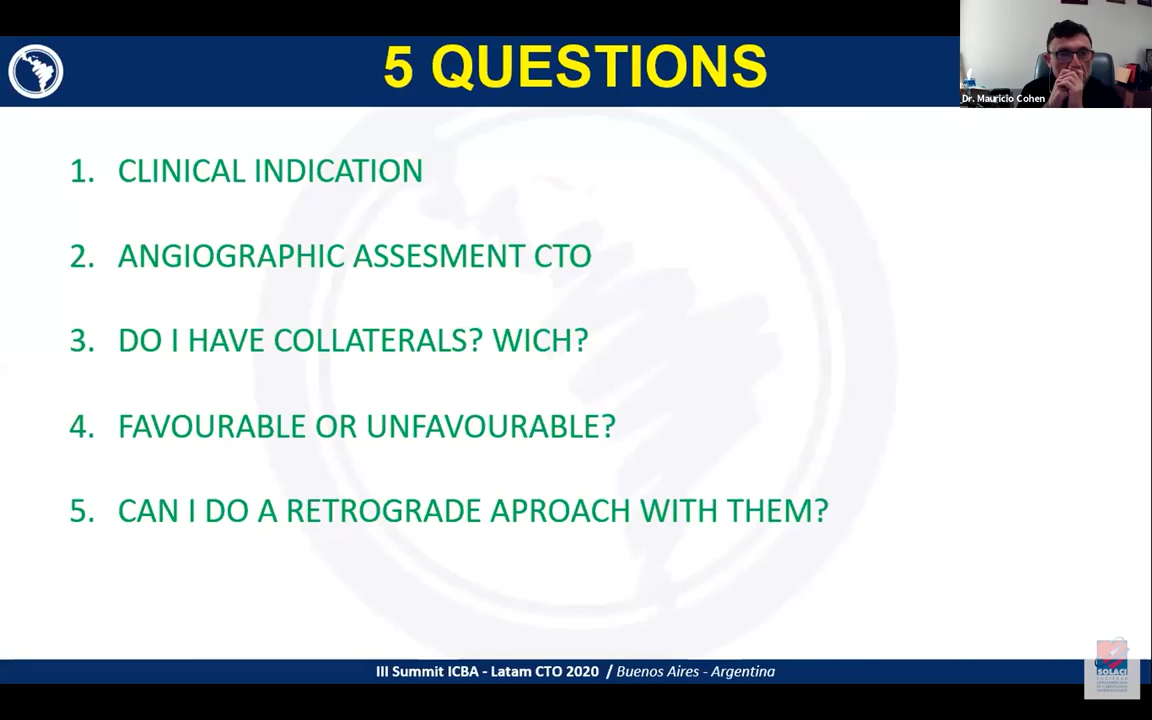 5 QUESTIONS
Dr. Mauricio Cohen
1. CLINICAL INDICATION
2. ANGIOGRAPHIC ASSESMENT CTO
3. DO I HAVE COLLATERALS? WICH?
4. FAVOURABLE OR UNFAVOURABLE?
5. CAN I DO A RETROGRADE APROACH WITH THEM?
III Summit ICBA - Latam CTO 2020 / Buenos Aires - Argentina
SOLACI